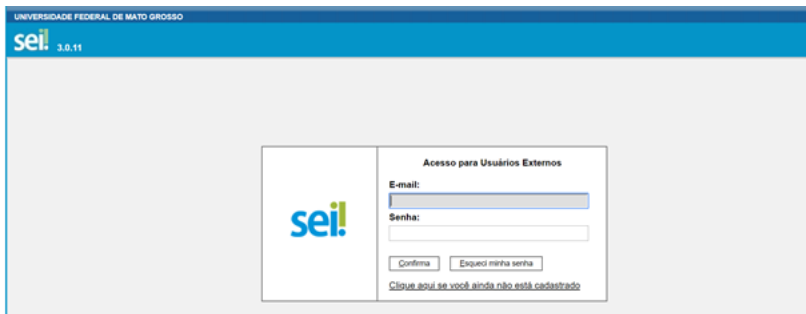 UNIVERSIDADE FEDERAL DE MATO GROSSO
sei! 3.0.11
Acesso para Usuários Externos
E-mail:
sei!
Senha:
Confirma Esqueci minha senha
Clique aqui se você ainda não está cadastrado